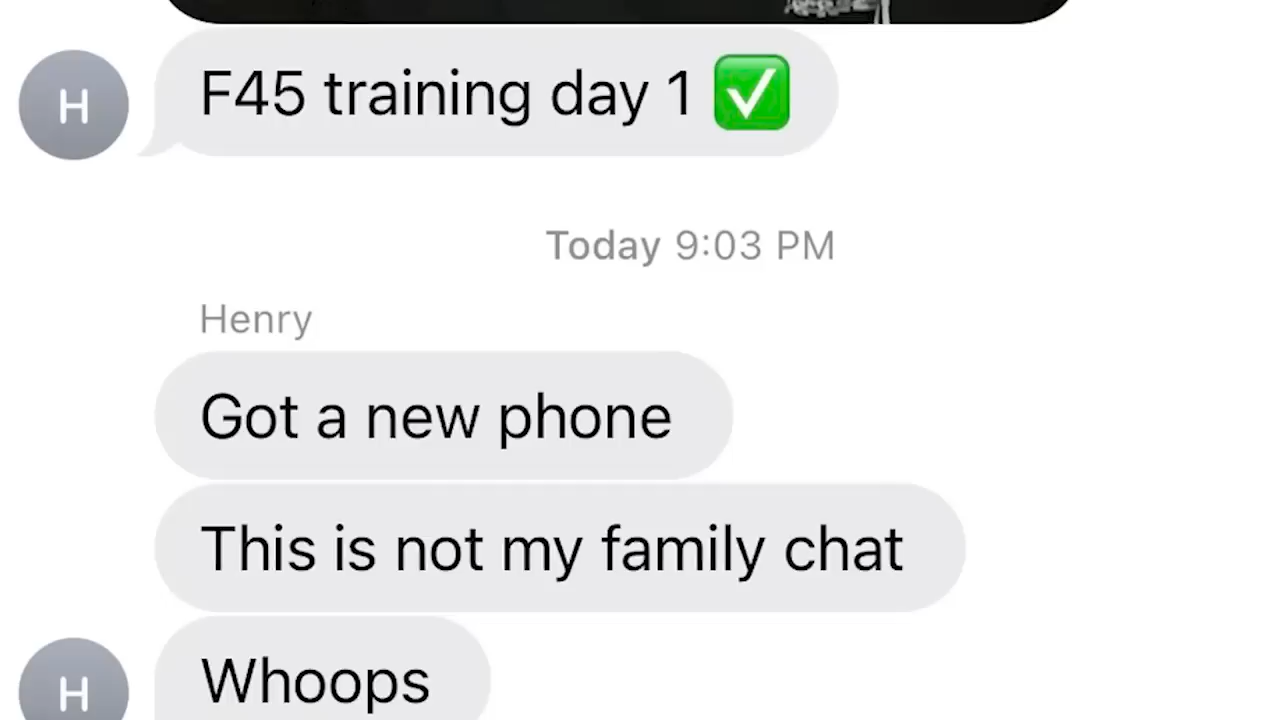 H
F45 training day 1 ✅
Today 9:03 PM
Henry
Got a new phone
This is not my family chat
Whoops
H